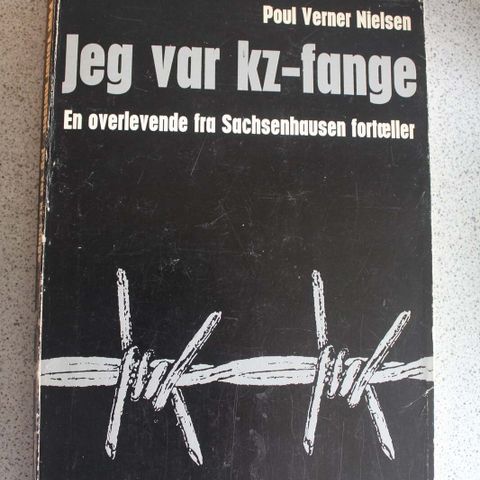 Poul Verner Nielsen
Jeg var kz-fange
En overlevende fra Sachsenhausen fortæller